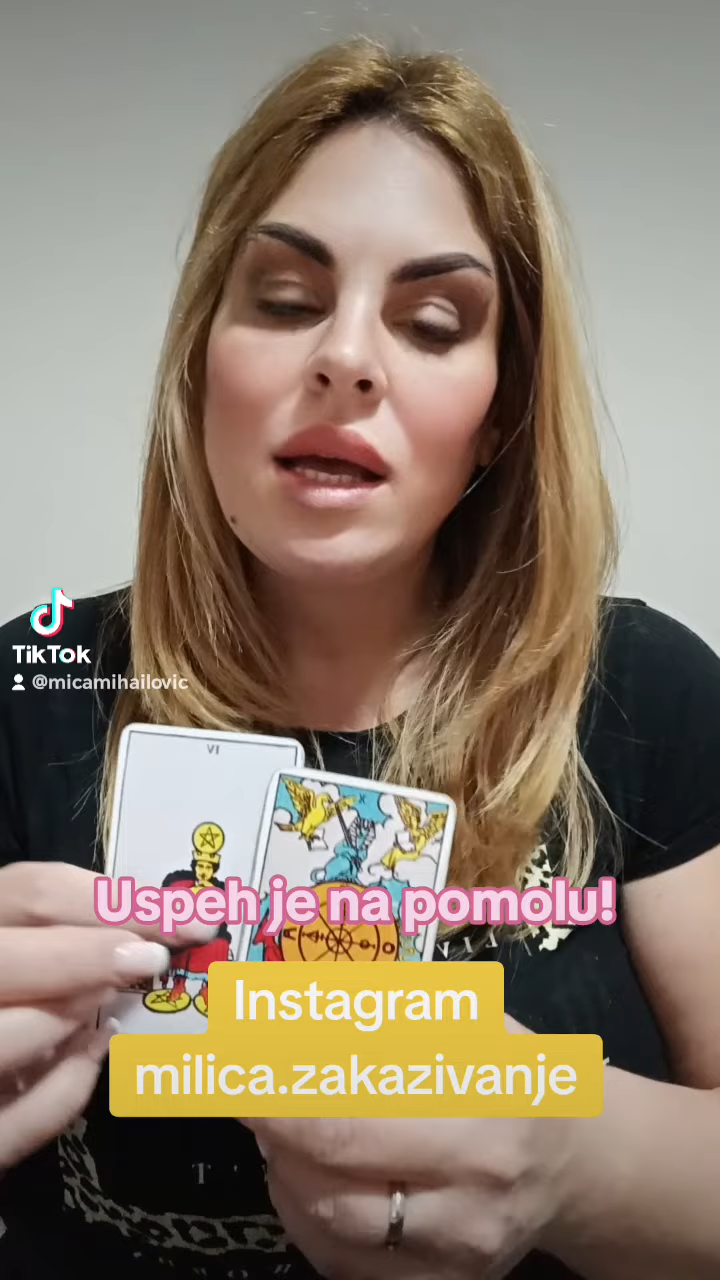 TikTok
@micamihailovic
VI
X
Uspeh je na pomolu!
Instagram
milica.zakazivanje